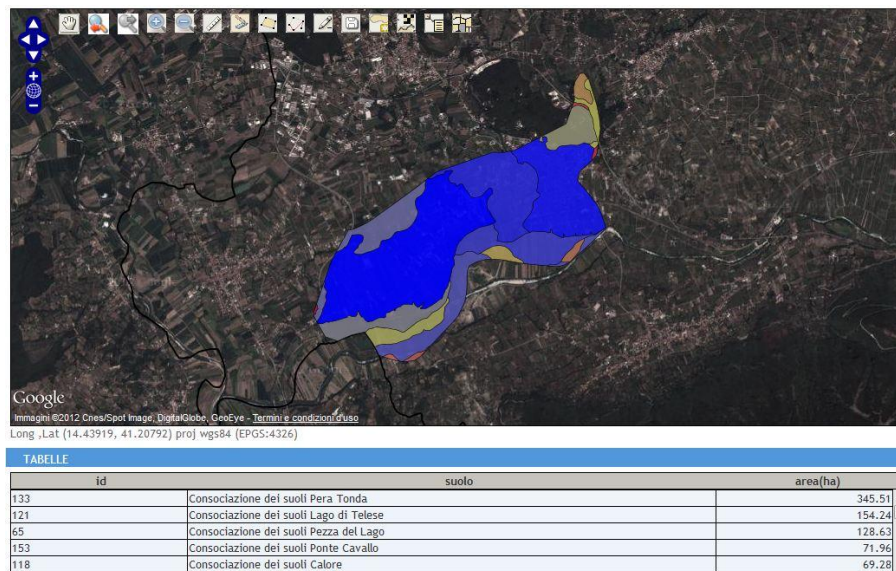 Google
Immagini ©2012 Cnes/Spot Image, DigitalGlobe, GeoEye - Termini e condizioni d'uso
Long ,Lat (14.43919, 41.20792) proj wgs84 (EPGS:4326)
TABELLE
id suolo area(ha)
133 Consociazione dei suoli Pera Tonda 345.51
121 Consociazione dei suoli Lago di Telese 154.24
65 Consociazione dei suoli Pezza del Lago 128.63
153 Consociazione dei suoli Ponte Cavallo 71.96
118 Consociazione dei suoli Calore 69.28